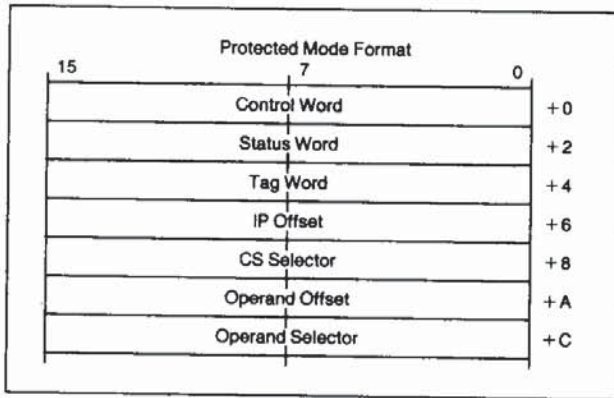 Protected Mode Format
15 7 0
Control Word +0
Status Word +2
Tag Word +4
IP Offset +6
CS Selector +8
Operand Offset +A
Operand Selector +C